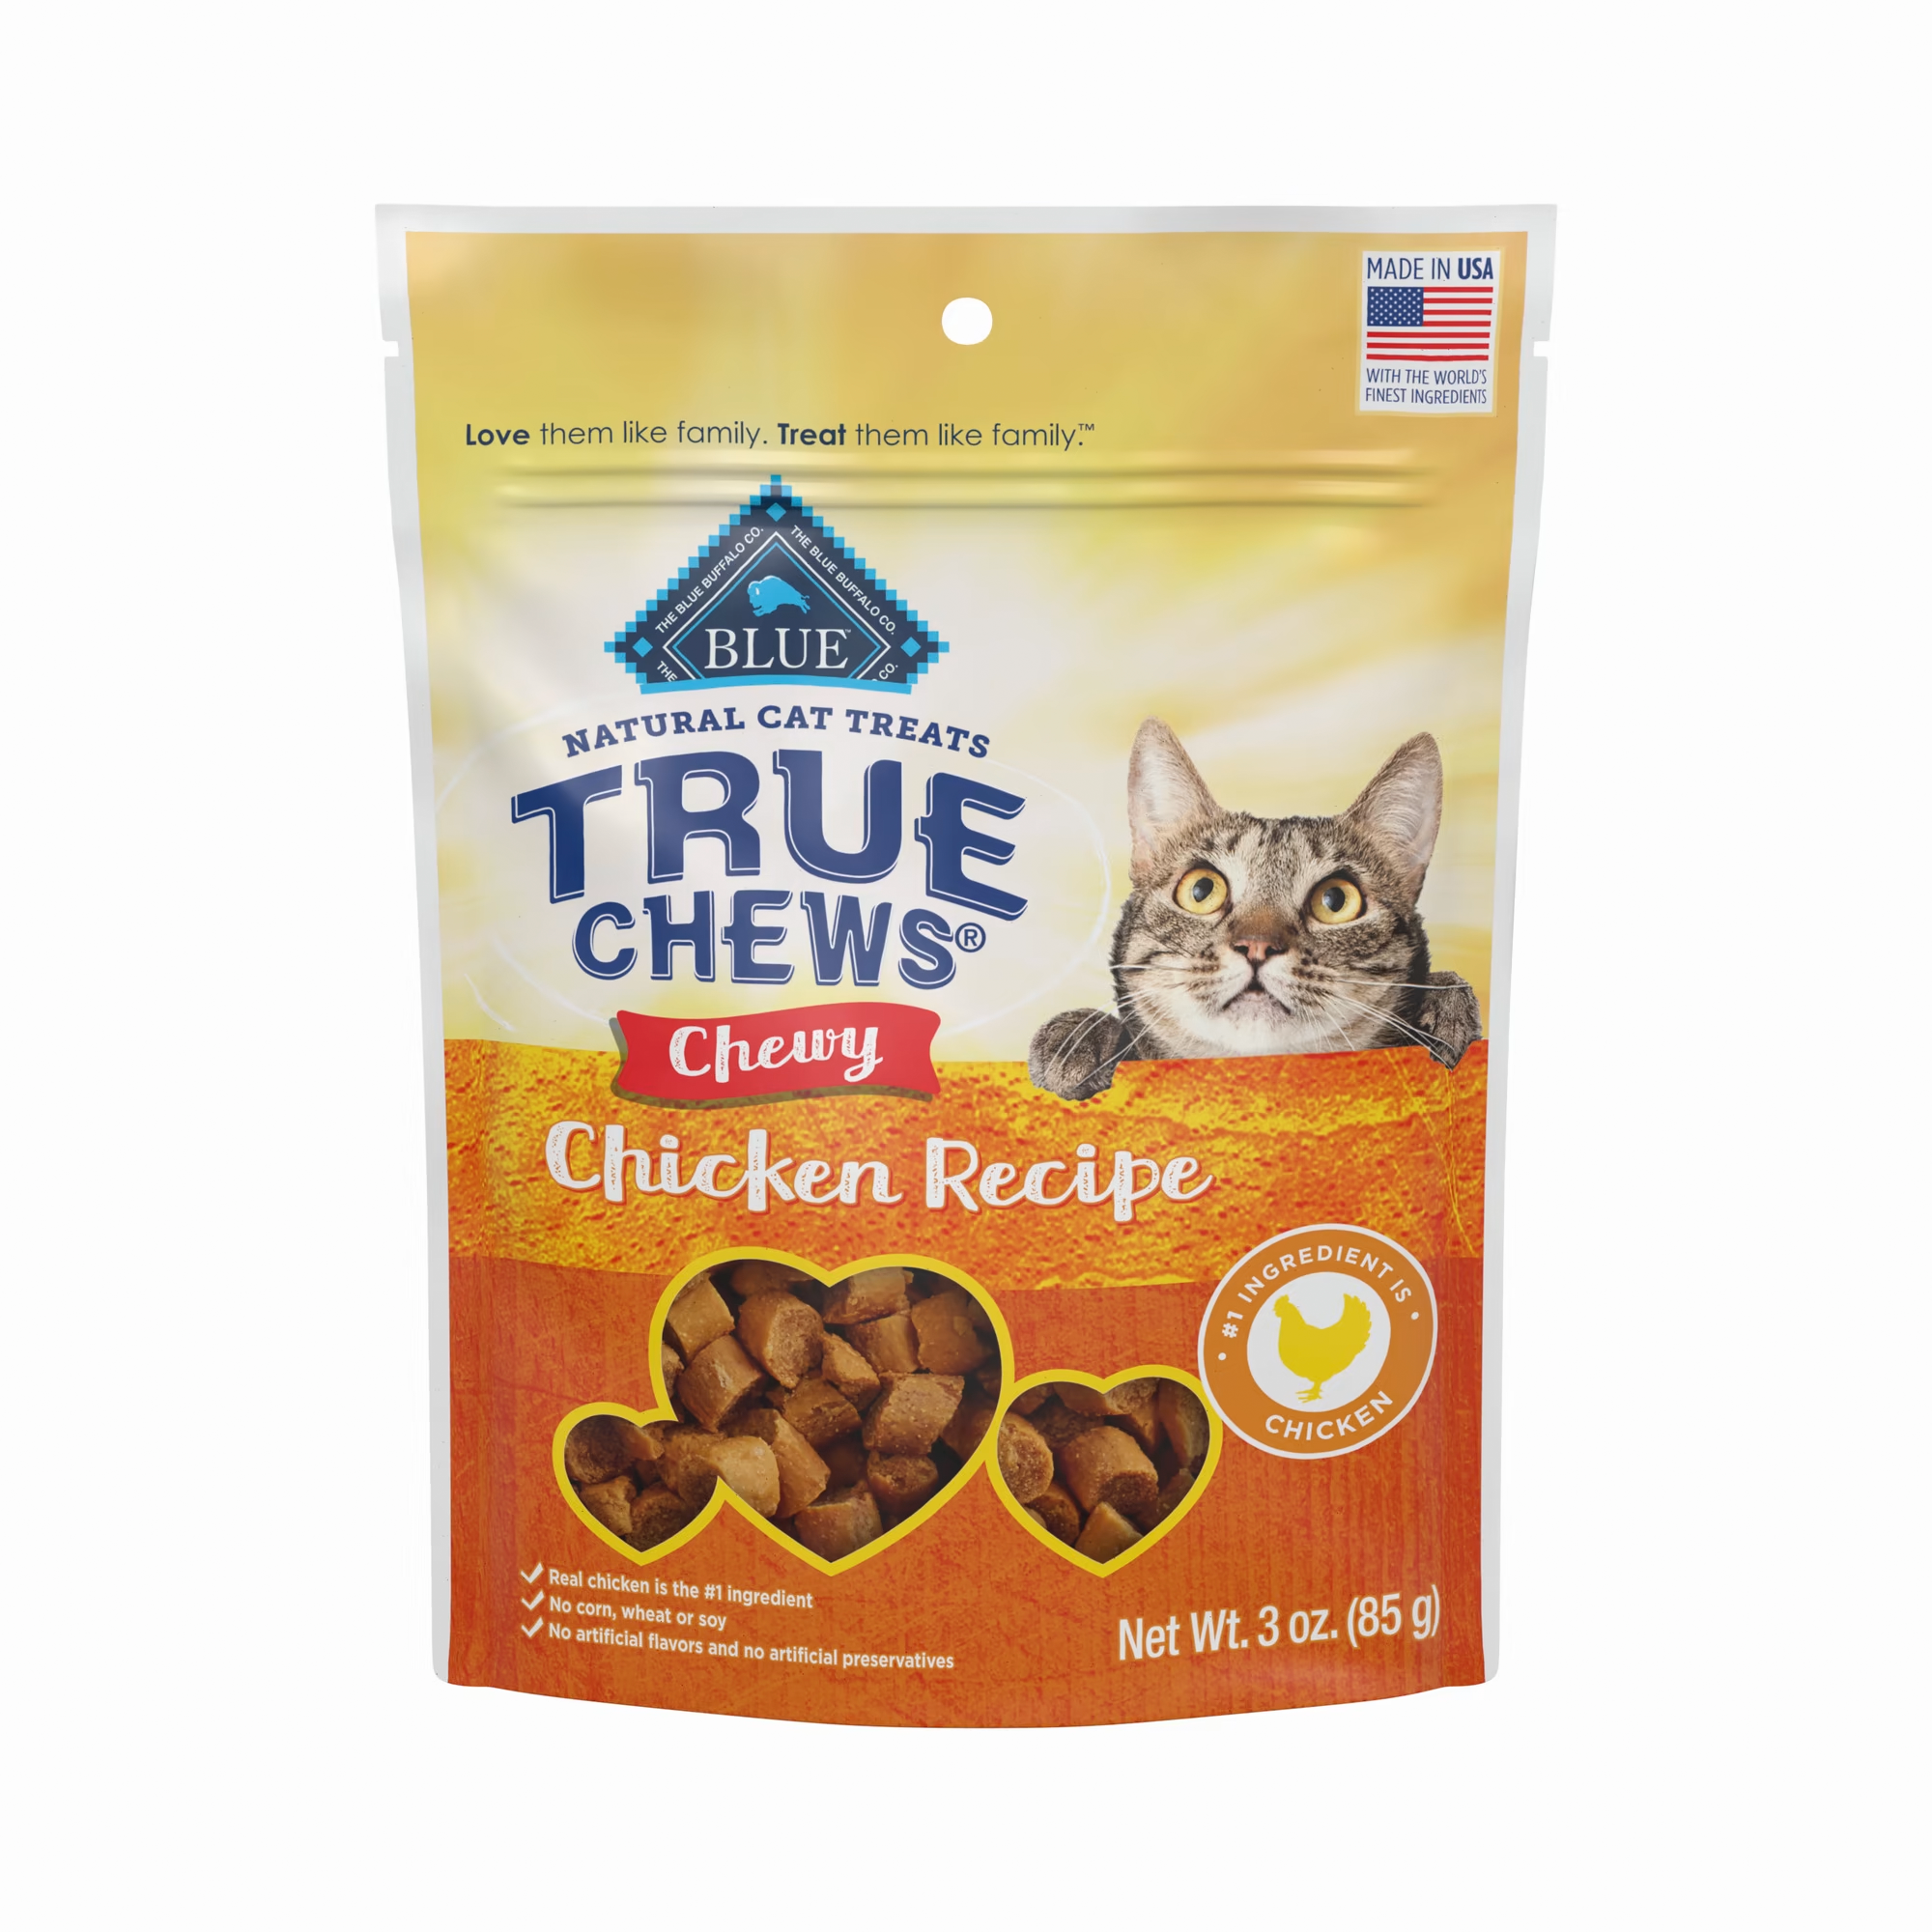 MADE IN USA
WITH THE WORLD'S
FINEST INGREDIENTS
Love them like family. Treat them like family.™
THE BLUE BUFFALO CO.
THE BLUE BUFFALO CO.
BLUE™
THE
CO.
NATURAL CAT TREATS
TRUE
CHEWS®
Chewy
Chicken Recipe
#1 INGREDIENT IS
CHICKEN
Real chicken is the #1 ingredient
No corn, wheat or soy
No artificial flavors and no artificial preservatives
Net Wt. 3 oz. (85 g)